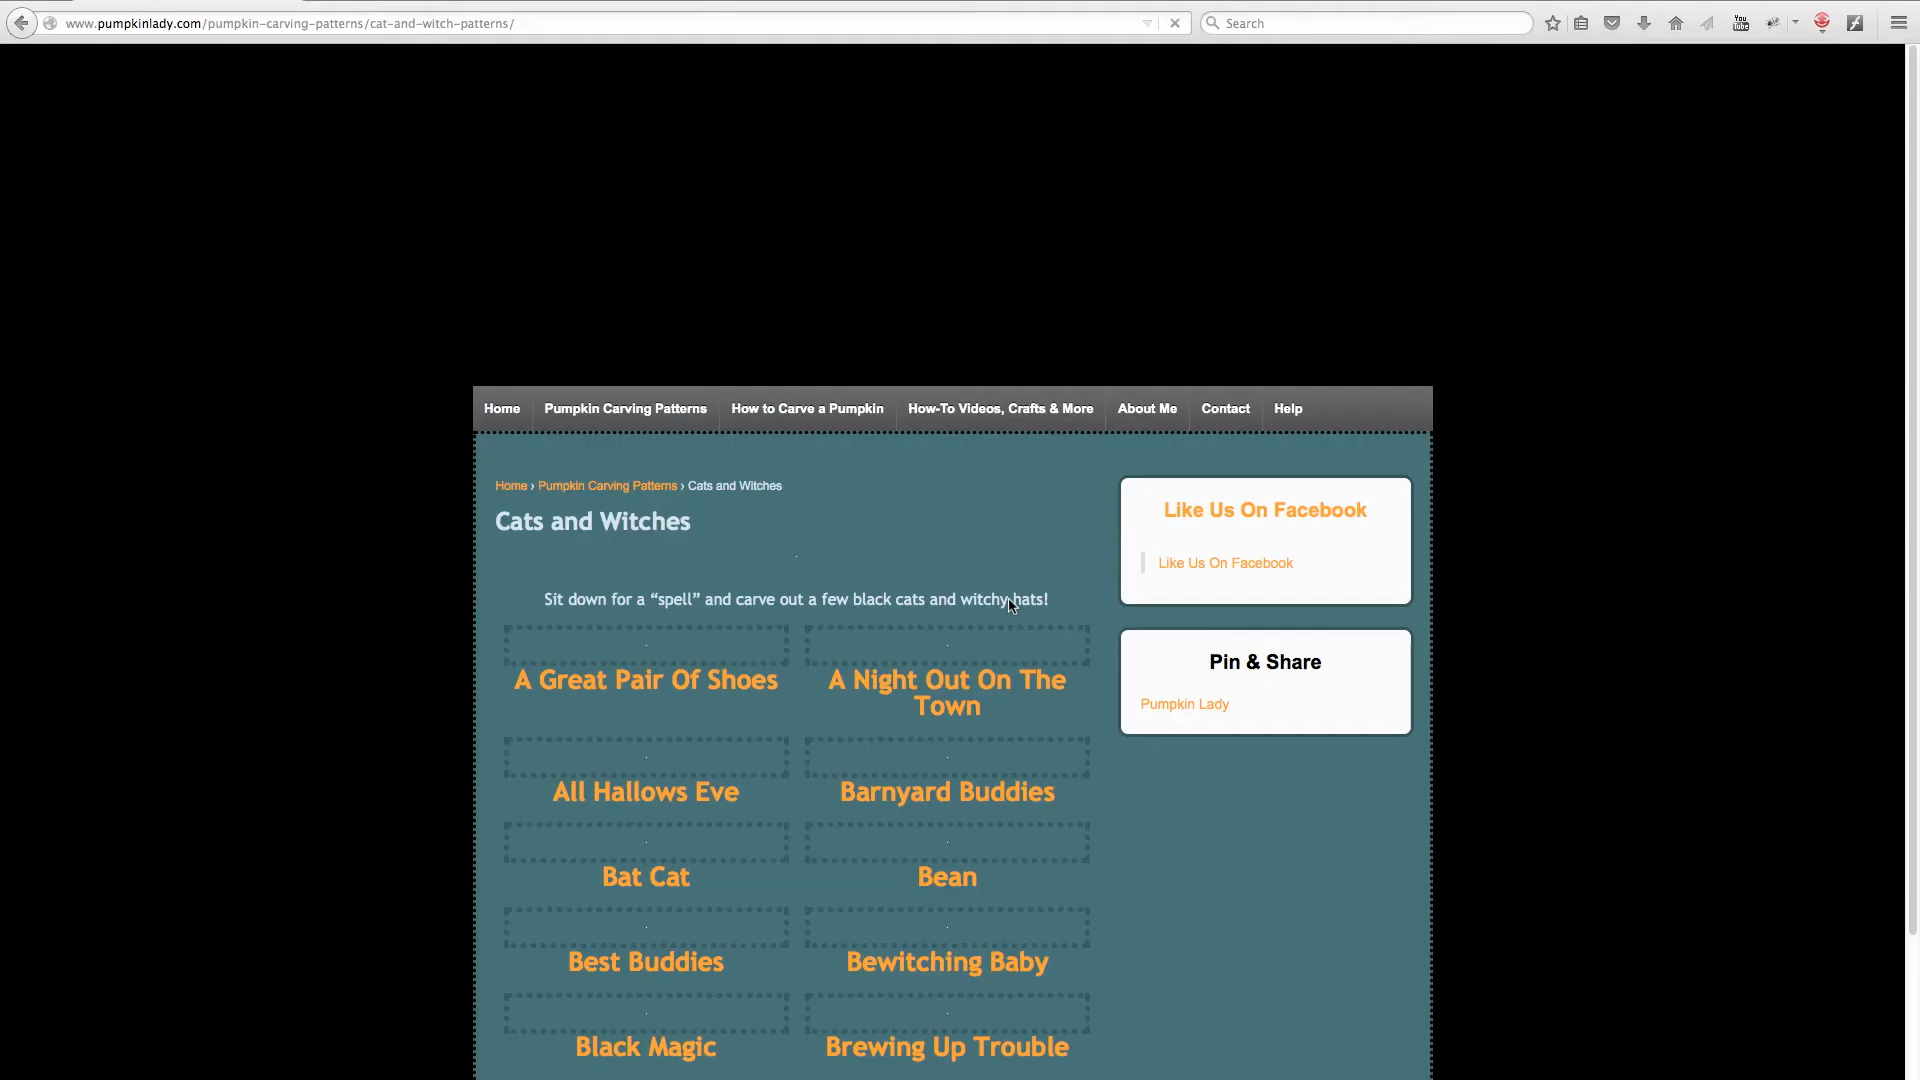 www.pumpkinlady.com/pumpkin-carving-patterns/cat-and-witch-patterns/
Search
You Tube
Home
Pumpkin Carving Patterns
How to Carve a Pumpkin
How-To Videos, Crafts & More
About Me
Contact
Help
Home › Pumpkin Carving Patterns › Cats and Witches
Cats and Witches
Sit down for a “spell” and carve out a few black cats and witchy hats!
A Great Pair Of Shoes
A Night Out On The
Town
All Hallows Eve
Barnyard Buddies
Bat Cat
Bean
Best Buddies
Bewitching Baby
Black Magic
Brewing Up Trouble
Like Us On Facebook
Like Us On Facebook
Pin & Share
Pumpkin Lady